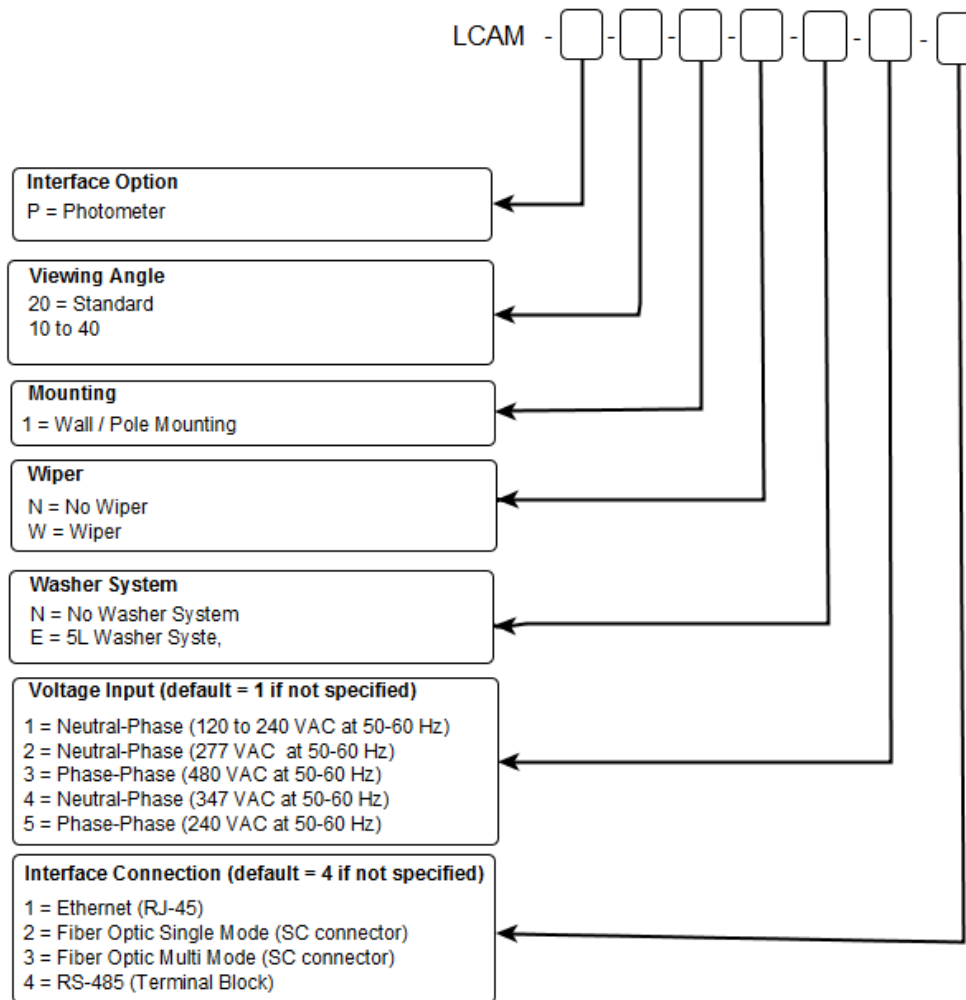 LCAM - - - - - - -
Interface Option
P = Photometer
Viewing Angle
20 = Standard
10 to 40
Mounting
1 = Wall / Pole Mounting
Wiper
N = No Wiper
W = Wiper
Washer System
N = No Washer System
E = 5L Washer Syste,
Voltage Input (default = 1 if not specified)
1 = Neutral-Phase (120 to 240 VAC at 50-60 Hz)
2 = Neutral-Phase (277 VAC at 50-60 Hz)
3 = Phase-Phase (480 VAC at 50-60 Hz)
4 = Neutral-Phase (347 VAC at 50-60 Hz)
5 = Phase-Phase (240 VAC at 50-60 Hz)
Interface Connection (default = 4 if not specified)
1 = Ethernet (RJ-45)
2 = Fiber Optic Single Mode (SC connector)
3 = Fiber Optic Multi Mode (SC connector)
4 = RS-485 (Terminal Block)